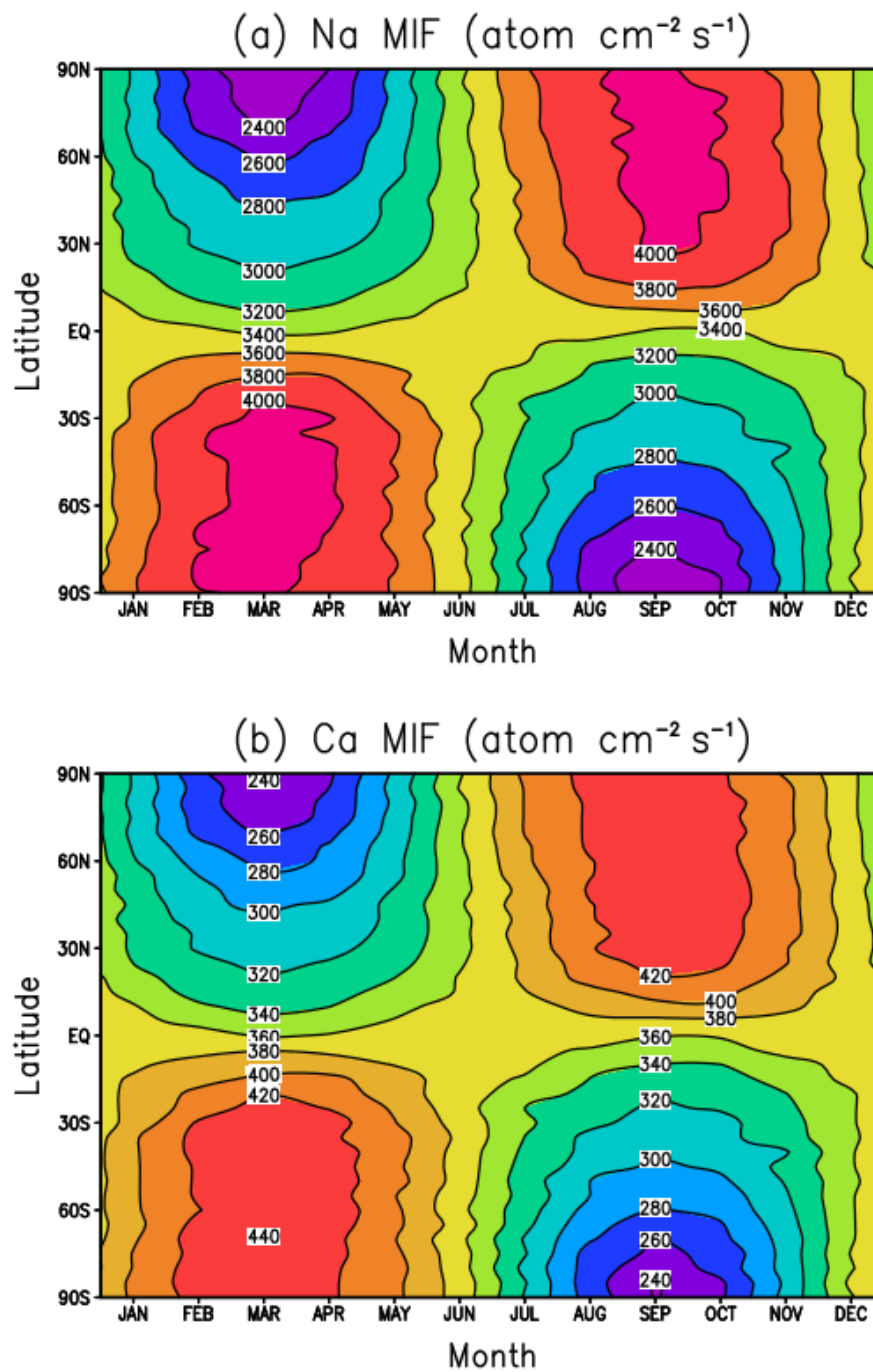 (a) Na MIF (atom cm⁻² s⁻¹)
90N
60N
30N
EQ
30S
60S
90S
Latitude
2400
2600
2800
3000
3200
3400
3600
3800
4000
4000
3800
3600
3400
3200
3000
2800
2600
2400
JAN FEB MAR APR MAY JUN JUL AUG SEP OCT NOV DEC
Month
(b) Ca MIF (atom cm⁻² s⁻¹)
90N
60N
30N
EQ
30S
60S
90S
Latitude
240
260
280
300
320
340
360
380
400
420
440
420
400
380
360
340
320
300
280
260
240
JAN FEB MAR APR MAY JUN JUL AUG SEP OCT NOV DEC
Month